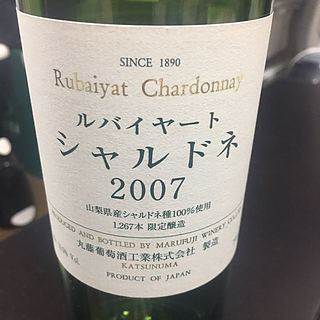 SINCE 1890
Rubaiyat Chardonnay
ルバイヤート
シャルドネ
2007
山梨県産シャルドネ種100%使用
1,267本 限定醸造
PRODUCED AND BOTTLED BY MARUFUJI WINERY
丸藤葡萄酒工業株式会社 製造
KATSUNUMA
PRODUCT OF JAPAN